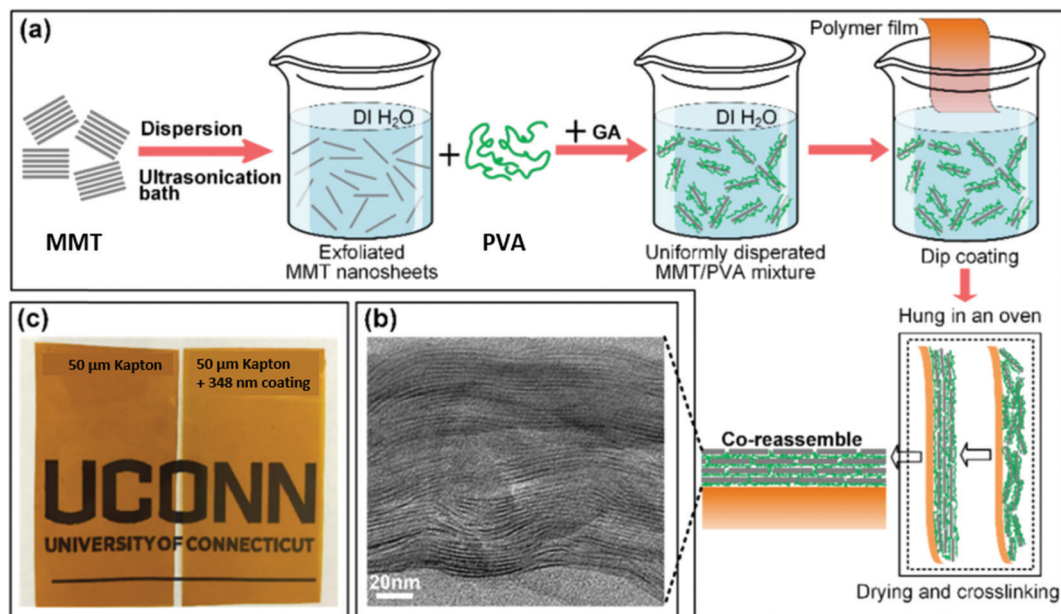 (a)
Polymer film
Dispersion
Ultrasonication
bath
MMT
DI H₂O
Exfoliated
MMT nanosheets
+
PVA
+ GA
DI H₂O
Uniformly disperated
MMT/PVA mixture
Dip coating
Hung in an oven
Co-reassemble
Drying and crosslinking
(c)
50 μm Kapton
50 μm Kapton
+ 348 nm coating
UCONN
UNIVERSITY OF CONNECTICUT
(b)
20nm